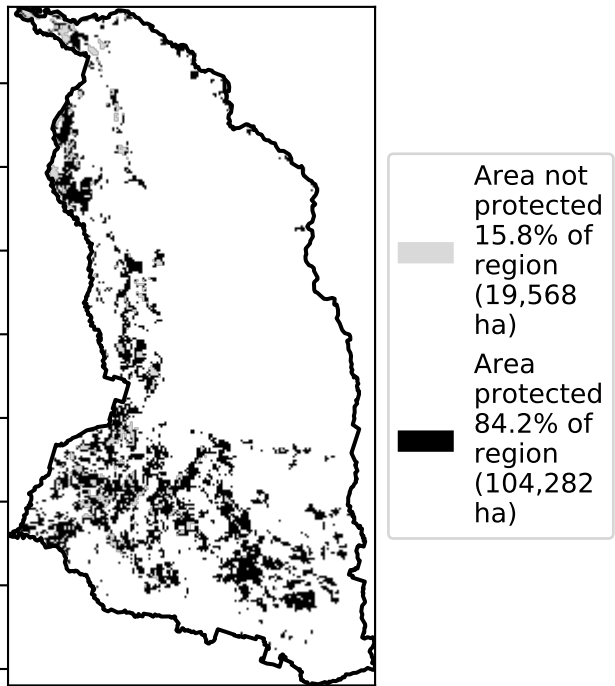 Area not
protected
15.8% of
region
(19,568
ha)
Area
protected
84.2% of
region
(104,282
ha)